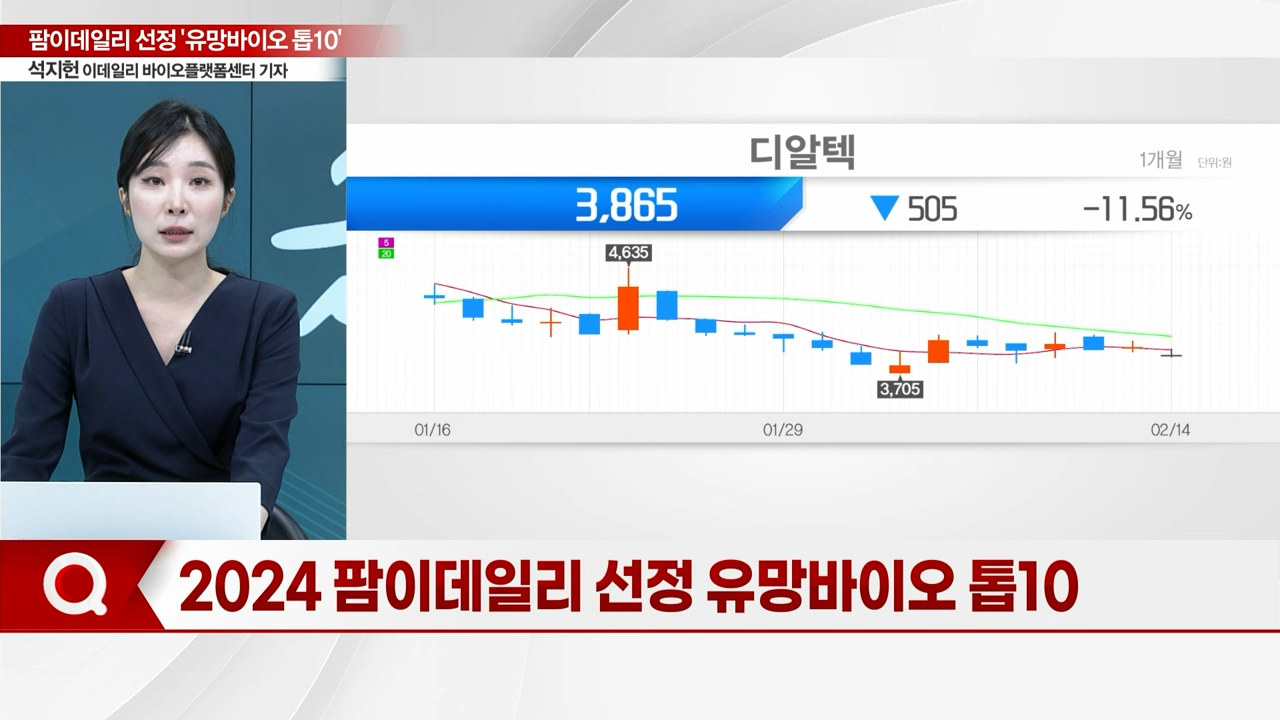 팜이데일리 선정 '유망바이오 톱10'
석지헌 이데일리 바이오플랫폼센터 기자
디알텍
1개월 단위:원
3,865 ▼505 -11.56%
5
20
4,635
3,705
01/16 01/29 02/14
2024 팜이데일리 선정 유망바이오 톱10